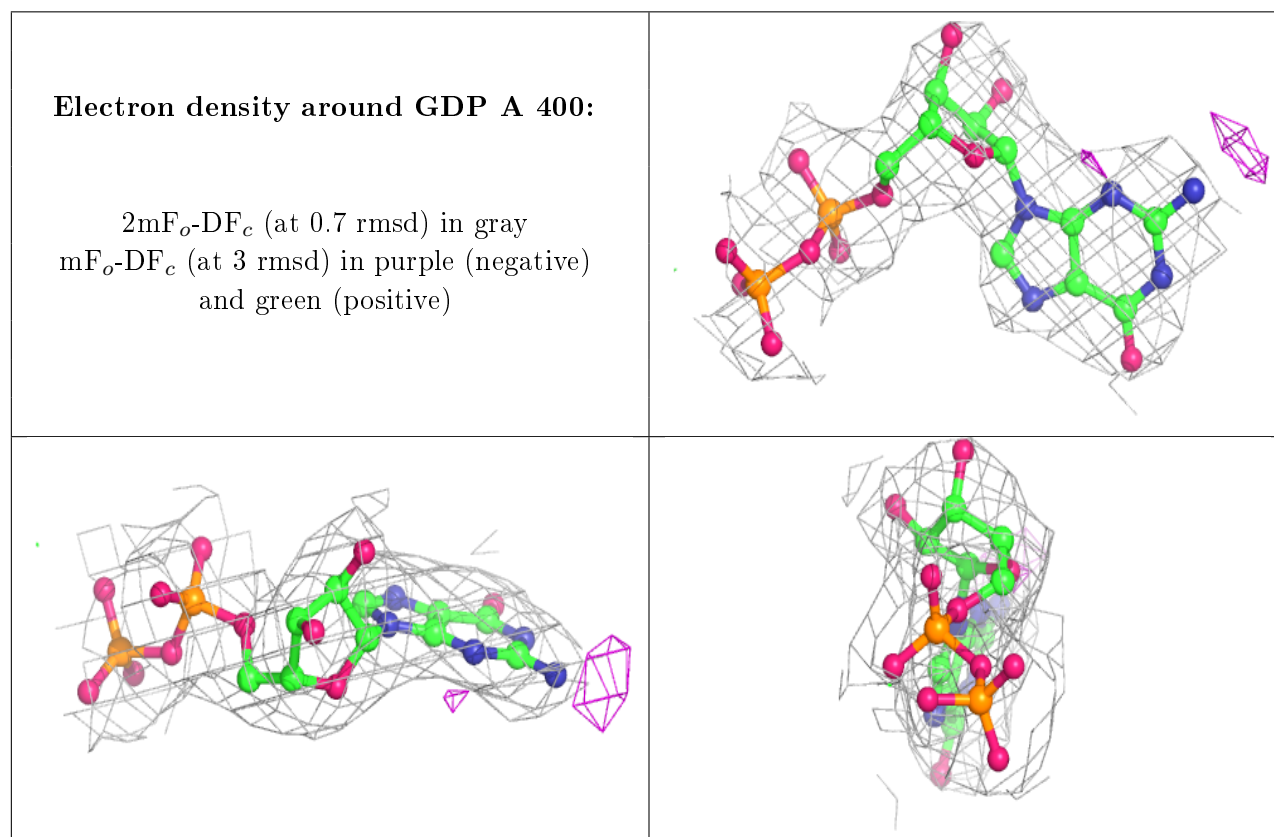 Electron density around GDP A 400:
2mFₒ-DF𝒸 (at 0.7 rmsd) in gray
mFₒ-DF𝒸 (at 3 rmsd) in purple (negative)
and green (positive)